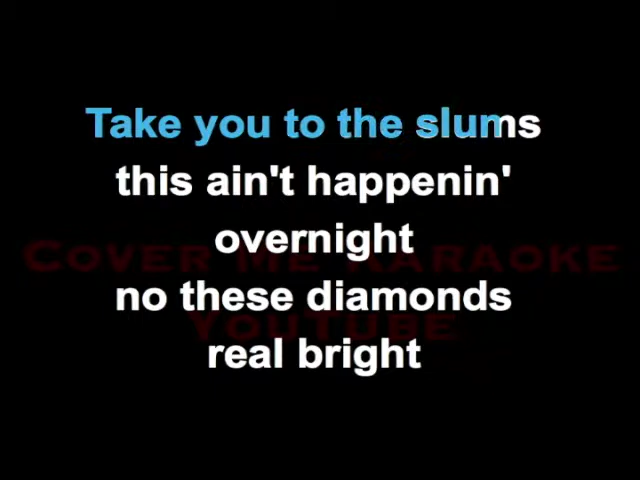 Take you to the slums
this ain't happenin'
overnight
COVER ME KARAOKE
no these diamonds
YOUTUBE
real bright